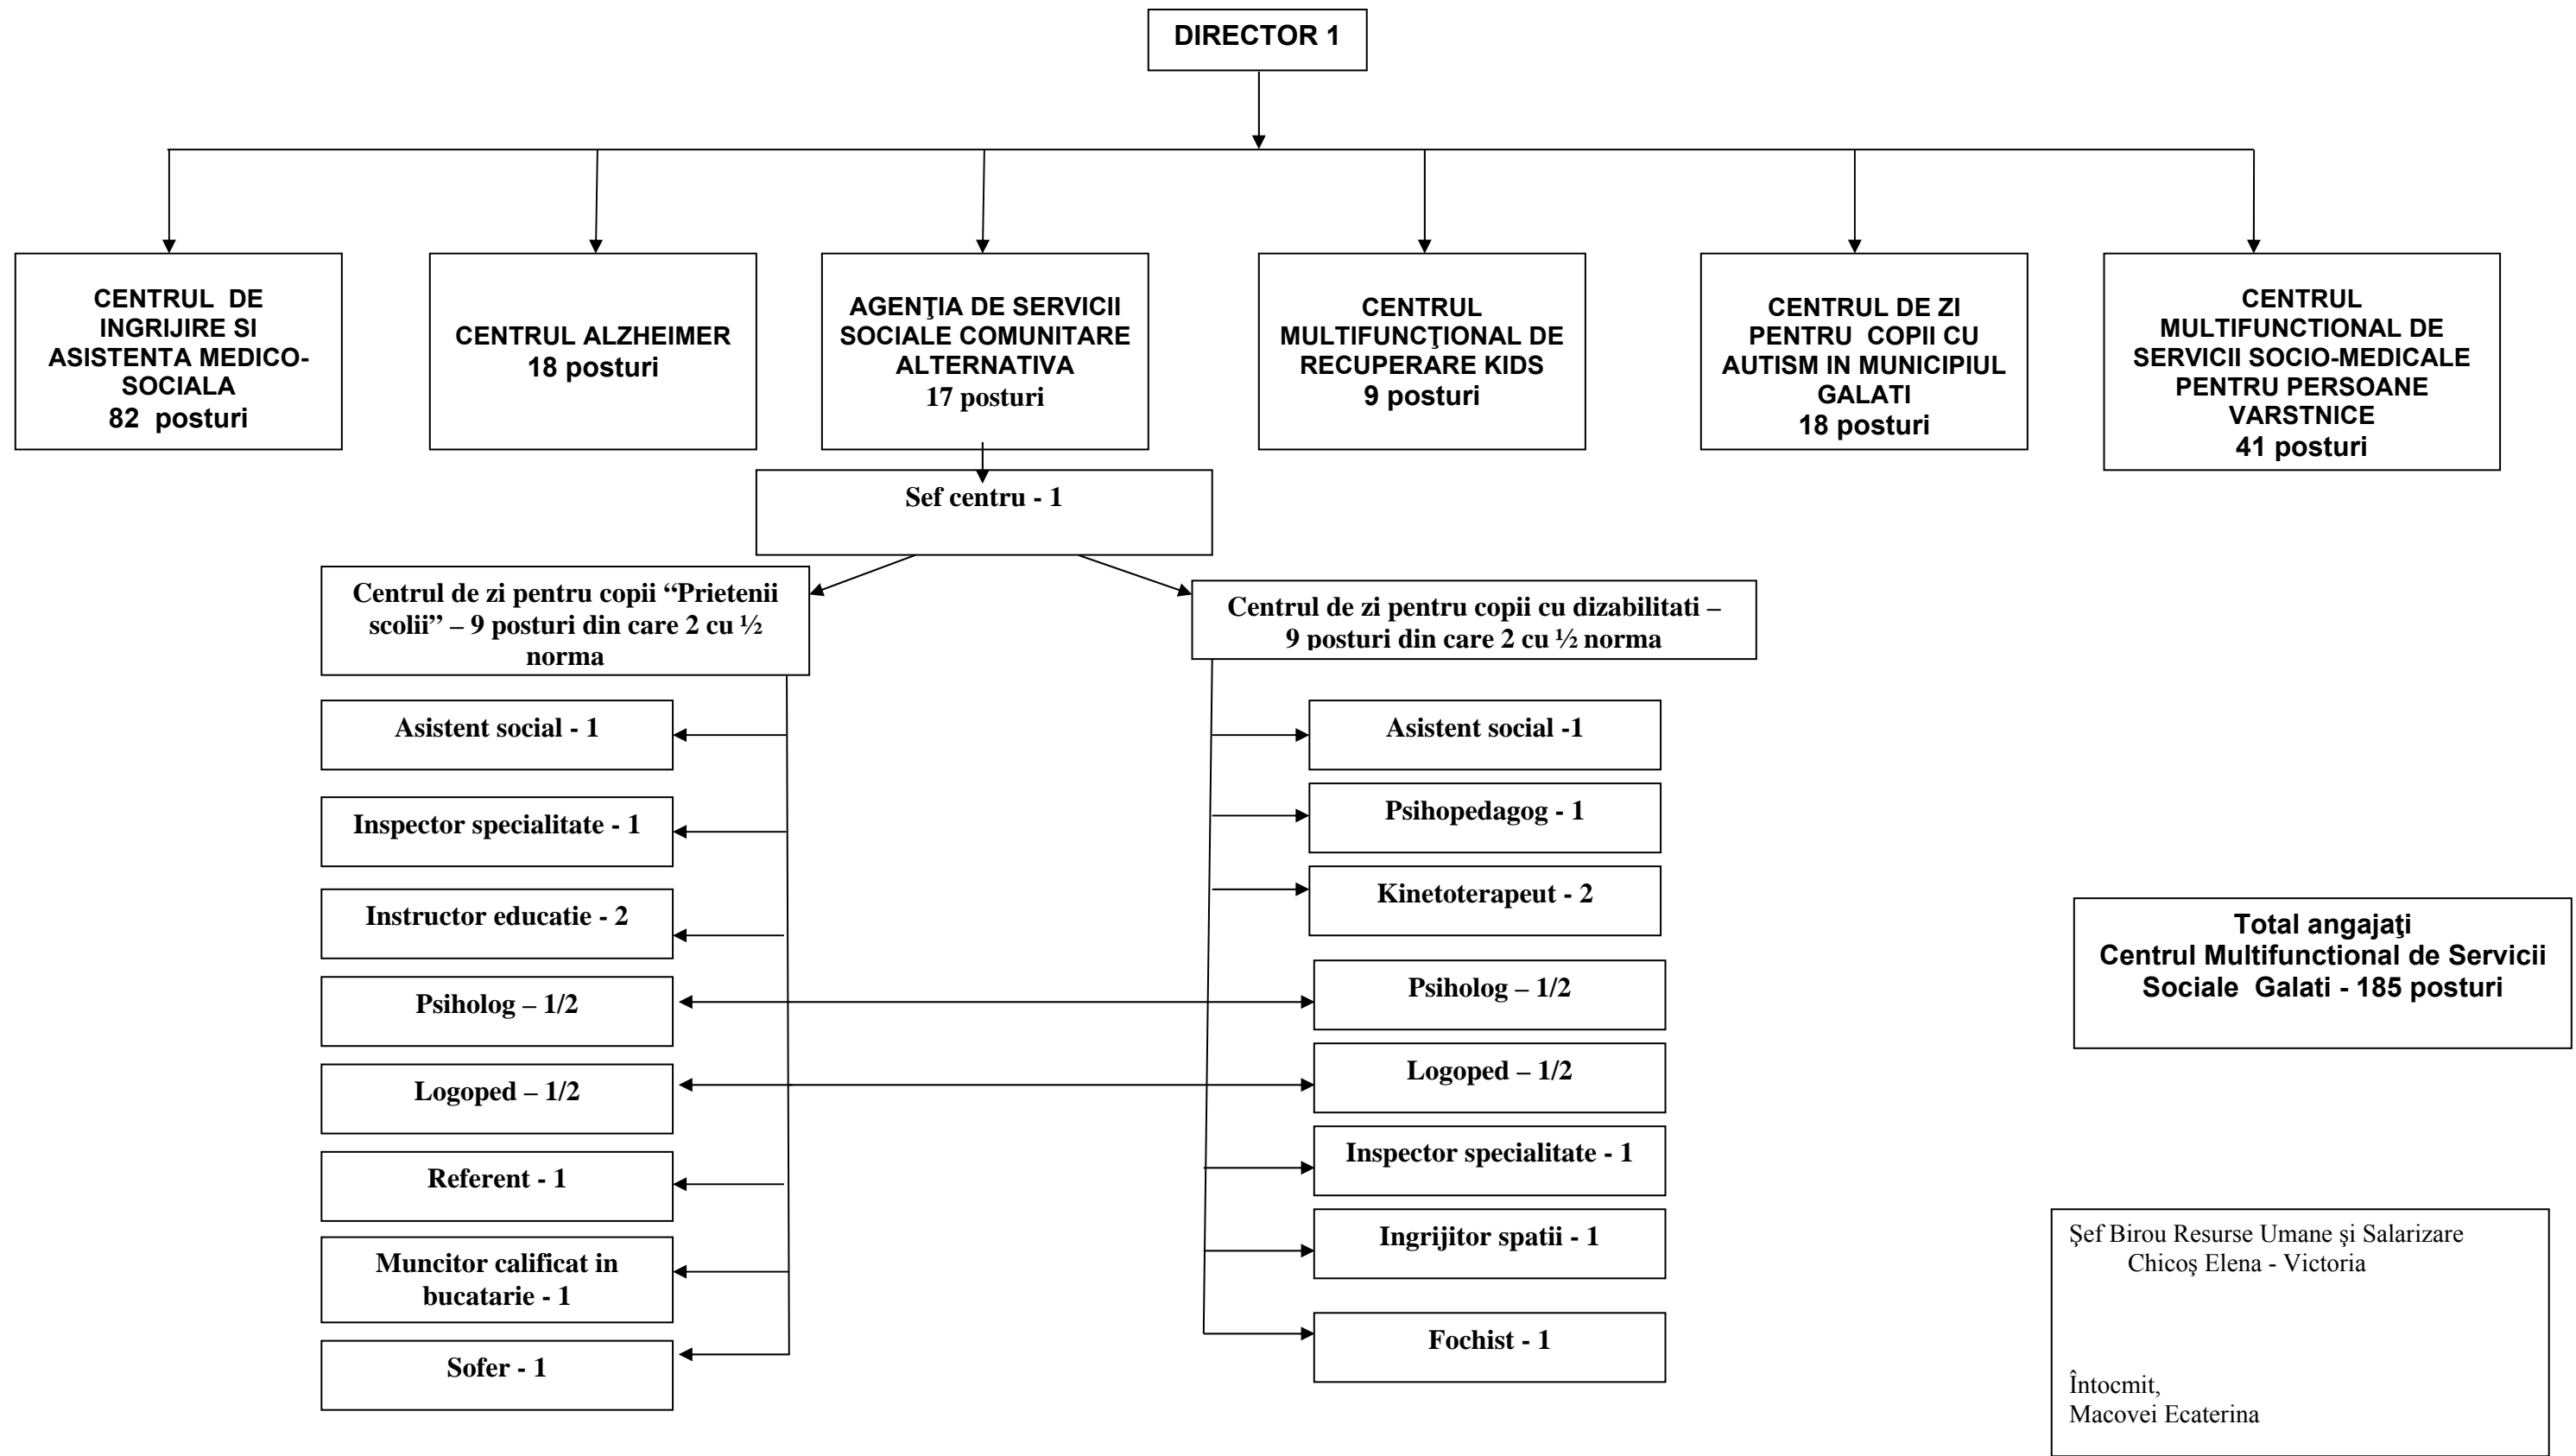 DIRECTOR 1
CENTRUL DE
INGRIJIRE SI
ASISTENTA MEDICO-
SOCIALA
82 posturi
CENTRUL ALZHEIMER
18 posturi
AGENŢIA DE SERVICII
SOCIALE COMUNITARE
ALTERNATIVA
17 posturi
CENTRUL
MULTIFUNCŢIONAL DE
RECUPERARE KIDS
9 posturi
CENTRUL DE ZI
PENTRU COPII CU
AUTISM IN MUNICIPIUL
GALATI
18 posturi
CENTRUL
MULTIFUNCTIONAL DE
SERVICII SOCIO-MEDICALE
PENTRU PERSOANE
VARSTNICE
41 posturi
Sef centru - 1
Centrul de zi pentru copii “Prietenii
scolii” – 9 posturi din care 2 cu ½
norma
Centrul de zi pentru copii cu dizabilitati –
9 posturi din care 2 cu ½ norma
Asistent social - 1
Inspector specialitate - 1
Instructor educatie - 2
Psiholog – 1/2
Logoped – 1/2
Referent - 1
Muncitor calificat in
bucatarie - 1
Sofer - 1
Asistent social -1
Psihopedagog - 1
Kinetoterapeut - 2
Psiholog – 1/2
Logoped – 1/2
Inspector specialitate - 1
Ingrijitor spatii - 1
Fochist - 1
Total angajaţi
Centrul Multifunctional de Servicii
Sociale Galati - 185 posturi
Şef Birou Resurse Umane şi Salarizare
Chicoş Elena - Victoria
Întocmit,
Macovei Ecaterina